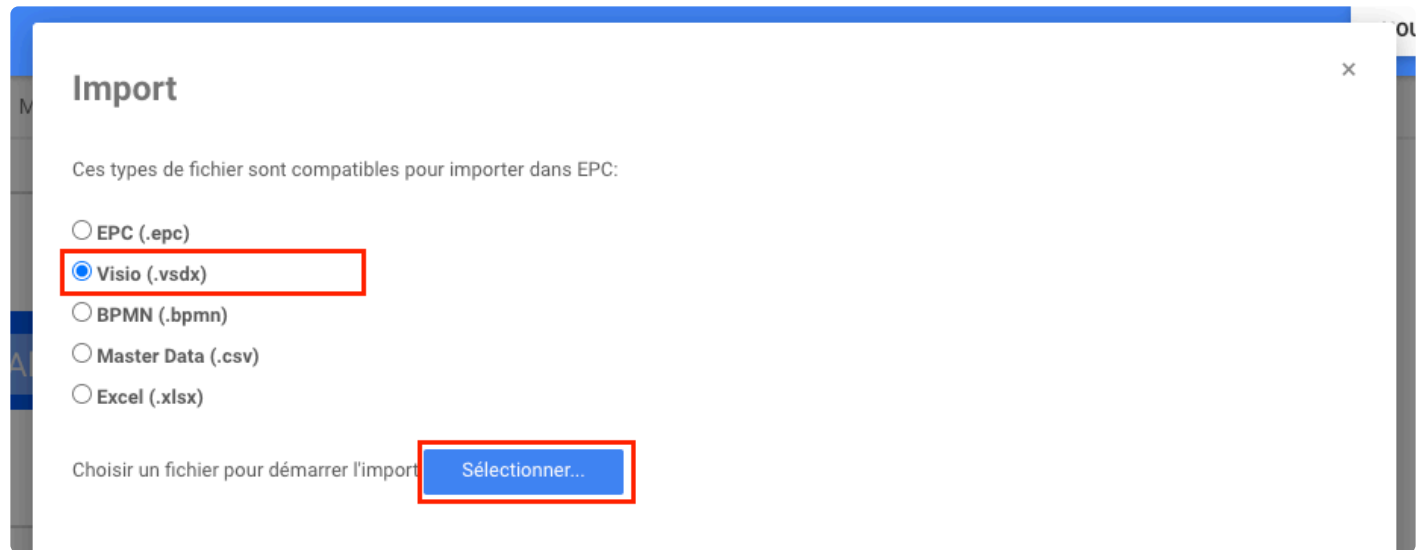 Import
×
Ces types de fichier sont compatibles pour importer dans EPC:
EPC (.epc)
Visio (.vsdx)
BPMN (.bpmn)
Master Data (.csv)
Excel (.xlsx)
Choisir un fichier pour démarrer l'import
Sélectionner...